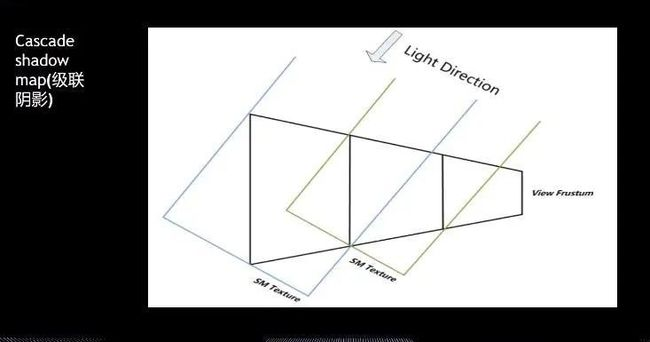 Cascade
shadow
map(级联
阴影)
Light Direction
View Frustum
SM Texture
SM Texture